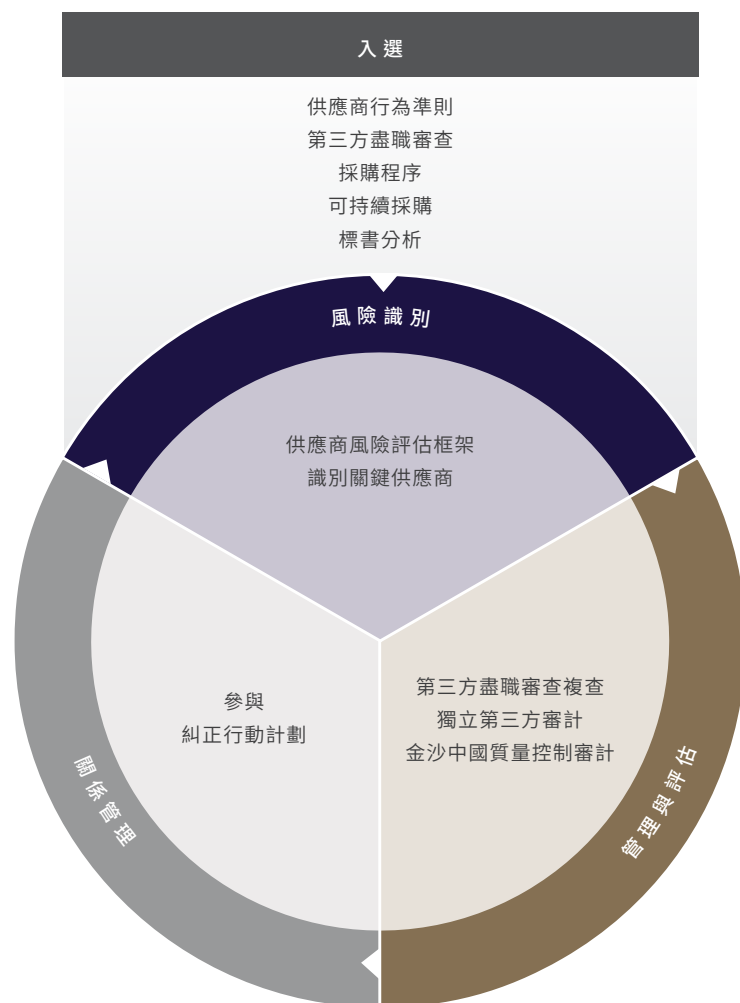 入選
供應商行為準則
第三方盡職審查
採購程序
可持續採購
標書分析
風險識別
供應商風險評估框架
識別關鍵供應商
第三方盡職審查複查
獨立第三方審計
金沙中國質量控制審計
管理與評估
參與
糾正行動計劃
關係管理